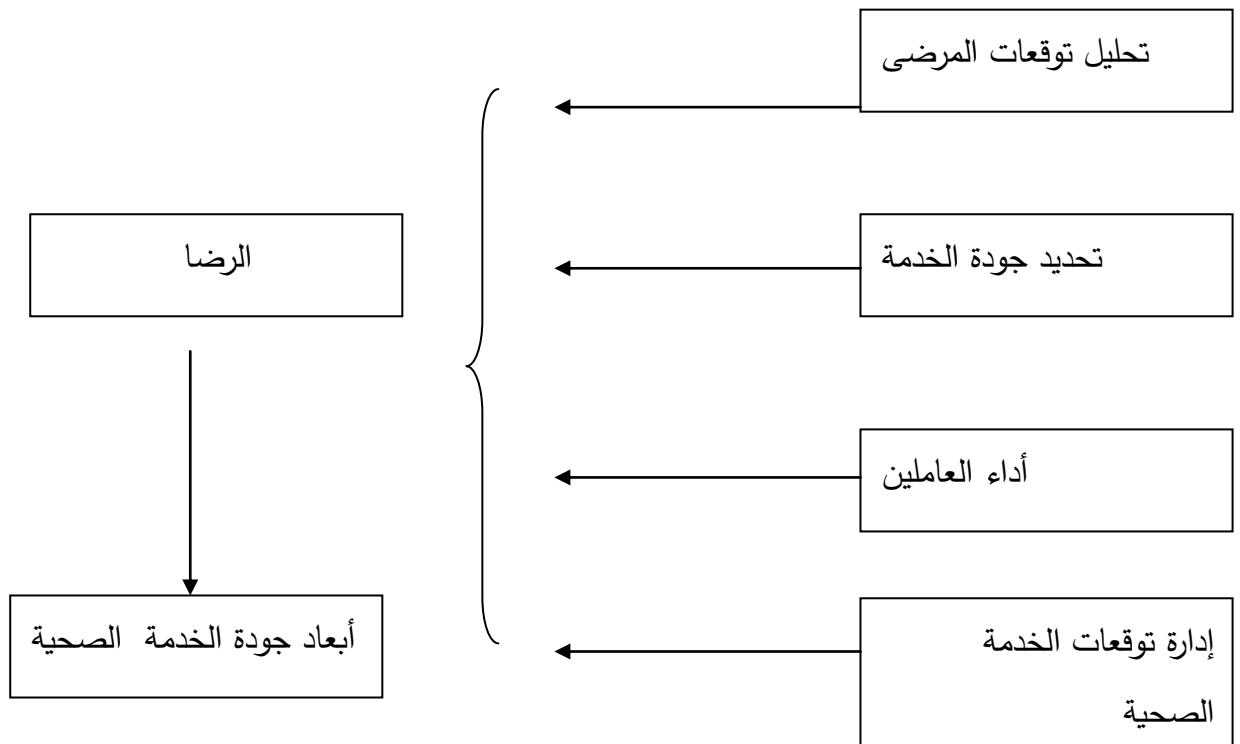 تحليل توقعات المرضى
تحديد جودة الخدمة
الرضا
أداء العاملين
إدارة توقعات الخدمة
الصحية
أبعاد جودة الخدمة الصحية